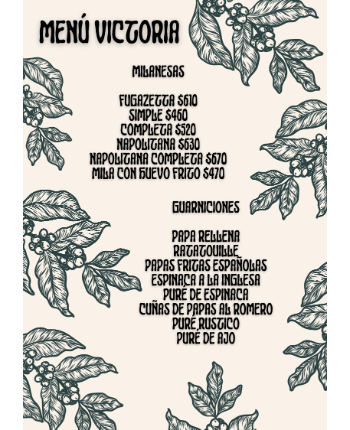 MENÚ VICTORIA
MILANESAS
FUGAZETTA $610
SIMPLE $460
COMPLETA $520
NAPOLITANA $630
NAPOLITANA COMPLETA $670
MILA CON HUEVO FRITO $470
GUARNICIONES
PAPA RELLENA
RATATOUILLE
PAPAS FRITAS ESPAÑOLAS
ESPINACA A LA INGLESA
PURÉ DE ESPINACA
CUÑAS DE PAPAS AL ROMERO
PURÉ RUSTICO
PURÉ DE AJO